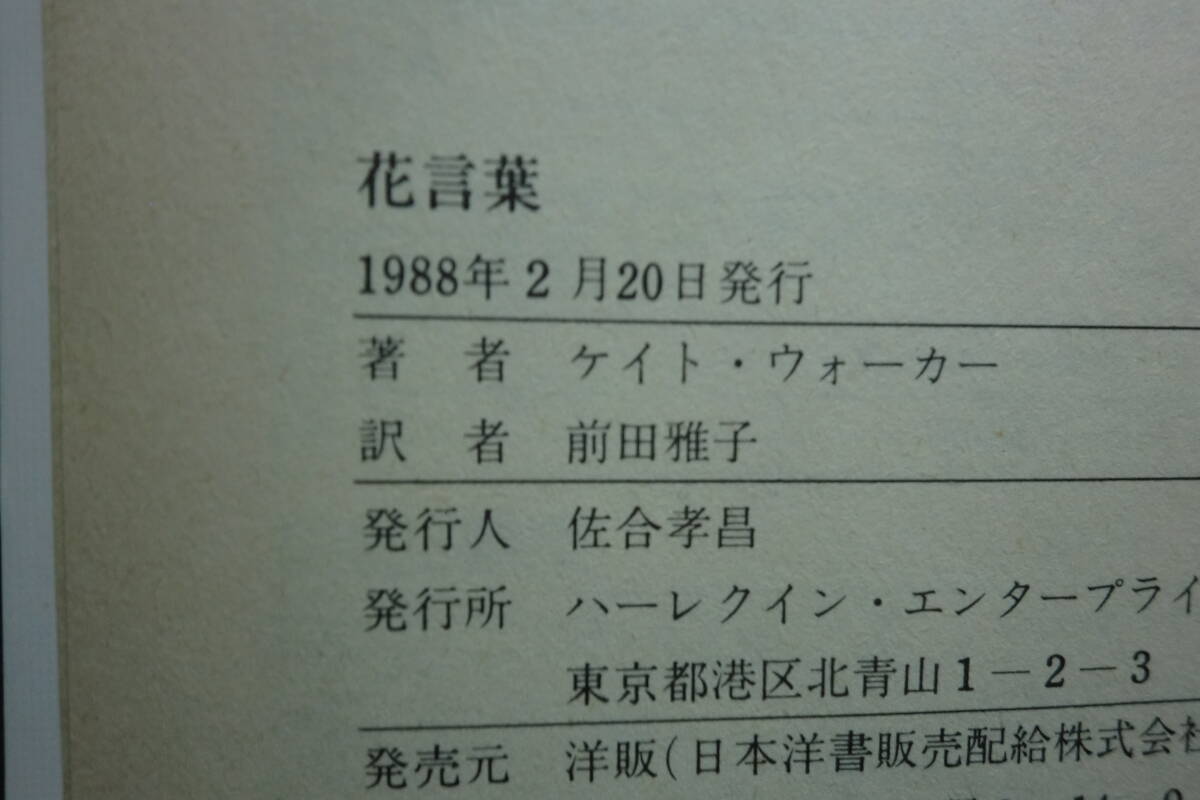 花言葉
1988年2月20日発行
著 者 ケイト・ウォーカー
訳 者 前田雅子
発行人 佐合孝昌
発行所 ハーレクイン・エンタープライ
東京都港区北青山1-2-3
発売元 洋販(日本洋書販売配給株式会社